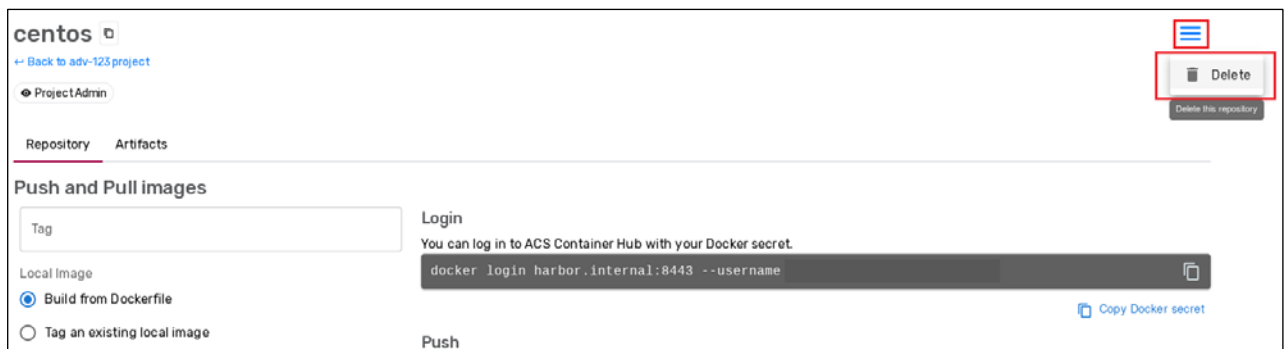 centos
↩ Back to adv-123 project
ProjectAdmin
Delete
Delete this repository
Repository Artifacts
Push and Pull images
Tag
Local Image
Build from Dockerfile
Tag an existing local image
Login
You can log in to ACS Container Hub with your Docker secret.
docker login harbor.internal:8443 --username
Copy Docker secret
Push